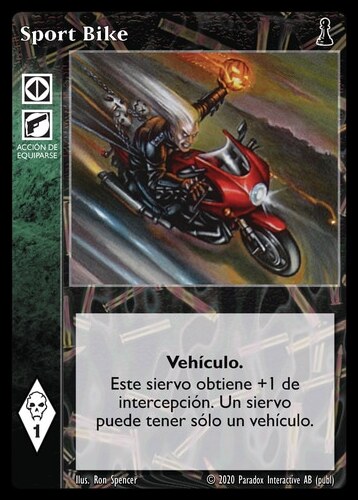 Sport Bike
ACCIÓN DE
EQUIPARSE
Vehículo.
Este siervo obtiene +1 de
intercepción. Un siervo
puede tener sólo un vehículo.
1
Illus. Ron Spencer
© 2020 Paradox Interactive AB (publ)